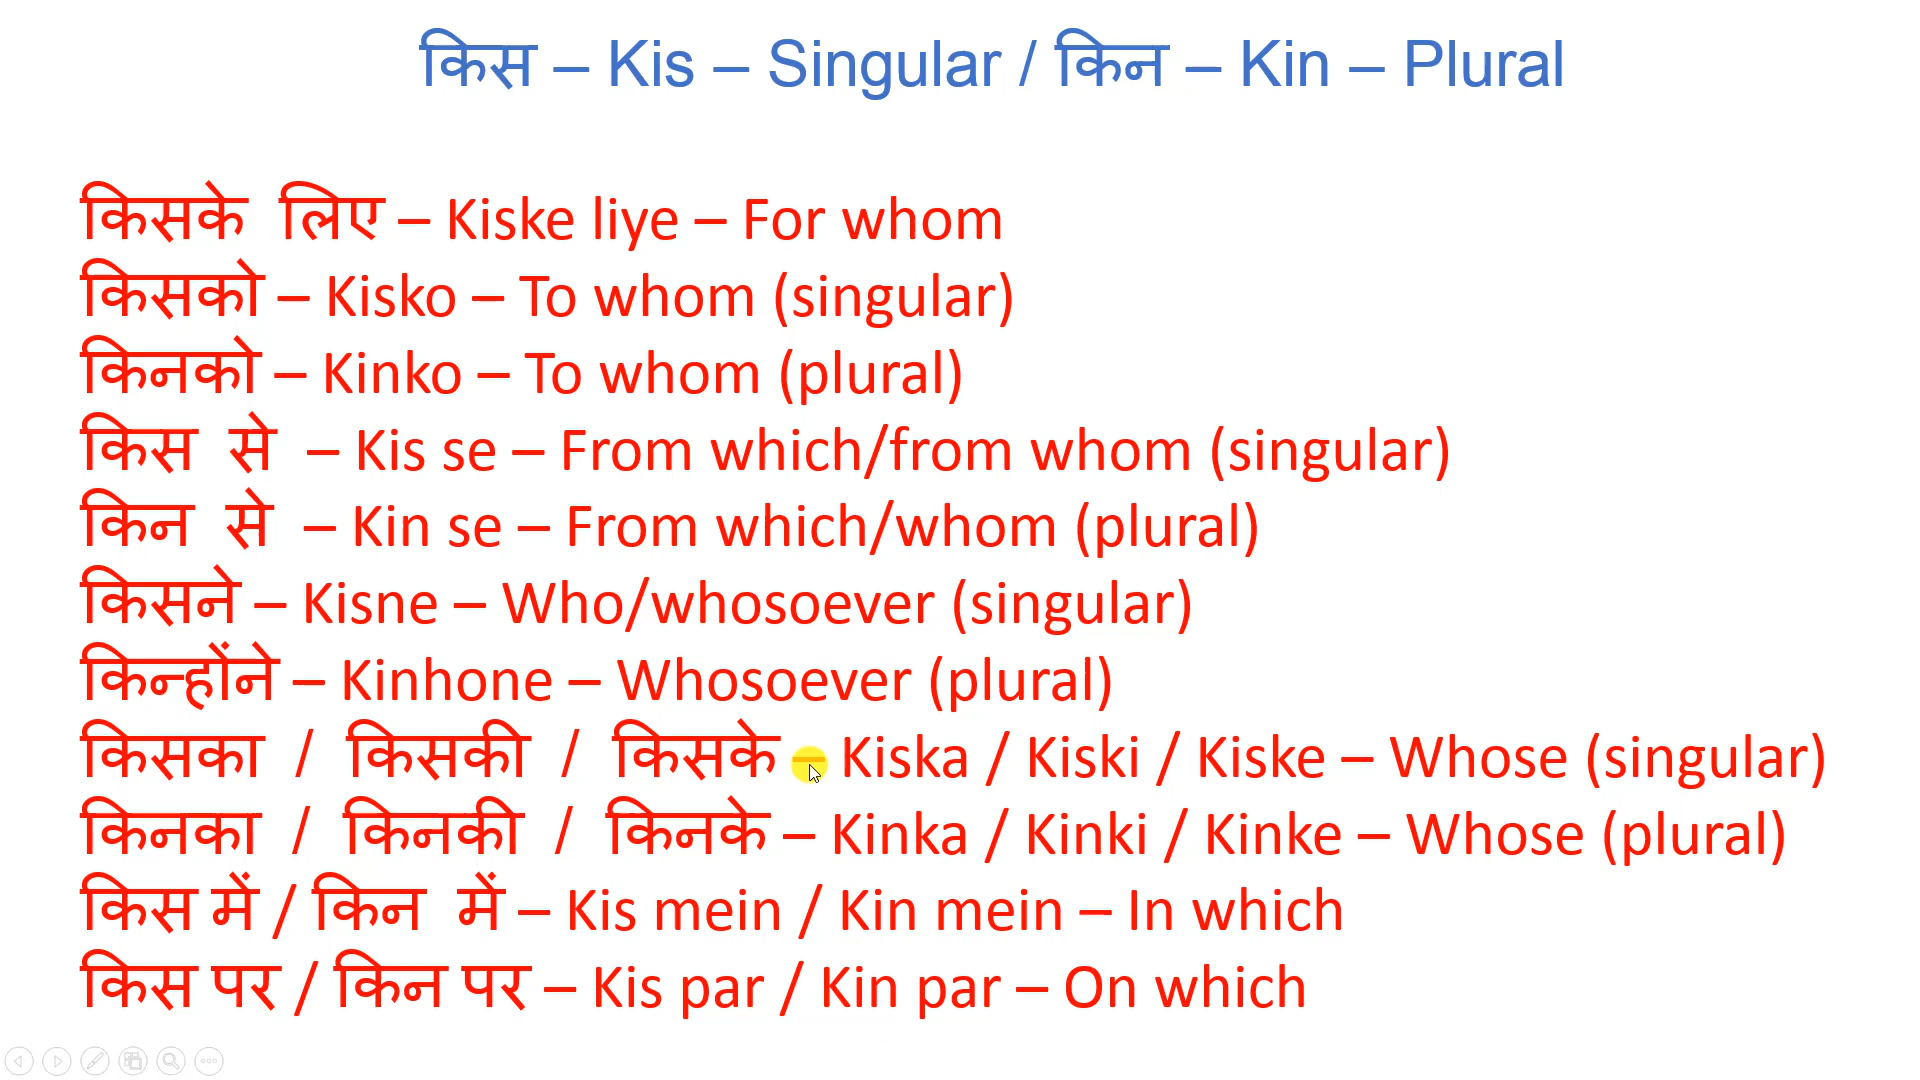 किस – Kis – Singular / किन – Kin – Plural
किसके लिए – Kiske liye – For whom
किसको – Kisko – To whom (singular)
किनको – Kinko – To whom (plural)
किस से – Kis se – From which/from whom (singular)
किन से – Kin se – From which/whom (plural)
किसने – Kisne – Who/whosoever (singular)
किन्होंने – Kinhone – Whosoever (plural)
किसका / किसकी / किसके – Kiska / Kiski / Kiske – Whose (singular)
किनका / किनकी / किनके – Kinka / Kinki / Kinke – Whose (plural)
किस में / किन में – Kis mein / Kin mein – In which
किस पर / किन पर – Kis par / Kin par – On which